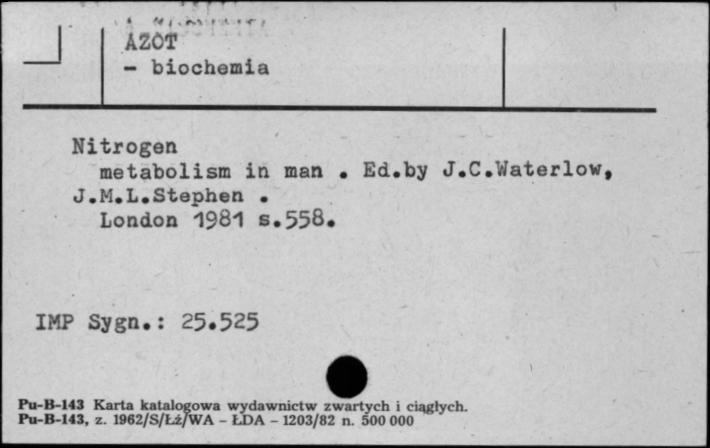 AZOT
- biochemia
Nitrogen
metabolism in man . Ed.by J.C.Waterlow,
J.M.L.Stephen .
London 1981 s.558.
IMP Sygn.: 25.525
Pu-B-143 Karta katalogowa wydawnictw zwartych i ciągłych.
Pu-B-143, z. 1962/S/Łż/WA - ŁDA - 1203/82 n. 500 000